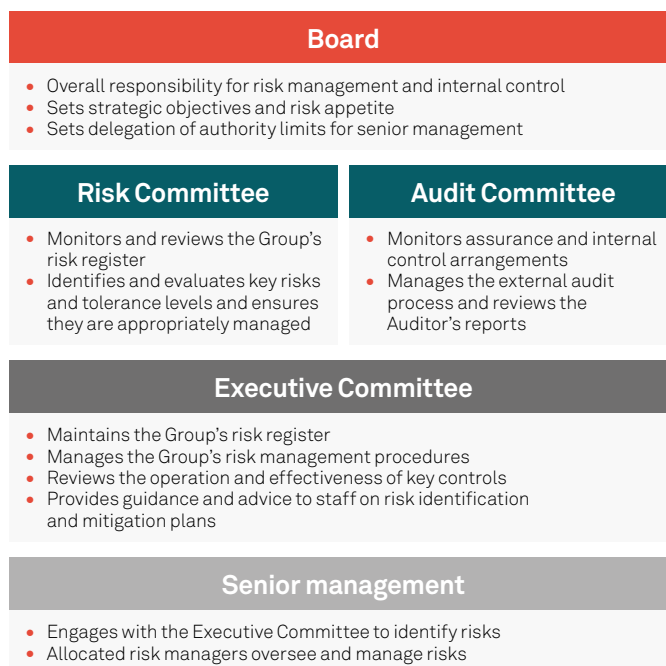 Board
• Overall responsibility for risk management and internal control
• Sets strategic objectives and risk appetite
• Sets delegation of authority limits for senior management
Risk Committee
• Monitors and reviews the Group's
risk register
• Identifies and evaluates key risks
and tolerance levels and ensures
they are appropriately managed
Audit Committee
• Monitors assurance and internal
control arrangements
• Manages the external audit
process and reviews the
Auditor's reports
Executive Committee
• Maintains the Group's risk register
• Manages the Group's risk management procedures
• Reviews the operation and effectiveness of key controls
• Provides guidance and advice to staff on risk identification
and mitigation plans
Senior management
• Engages with the Executive Committee to identify risks
• Allocated risk managers oversee and manage risks